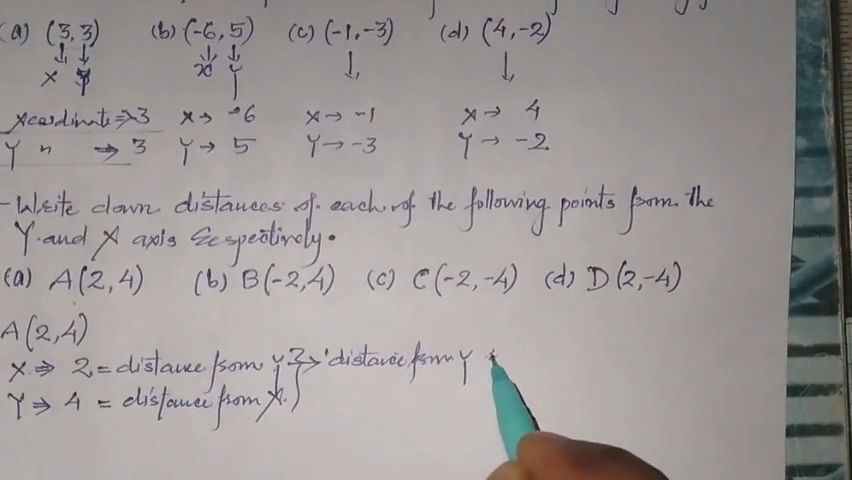 (a) (3, 3) (b) (-6, 5) (c) (-1, -3) (d) (4, -2)
X Y x Y
X coordinate ⇒ 3 X → -6 X → -1 X → 4
Y " ⇒ 3 Y → 5 Y → -3 Y → -2
- Write down distances of each of the following points from the
Y and X axis Respectively.
(a) A(2, 4) (b) B(-2, 4) (c) C(-2, -4) (d) D(2, -4)
A(2, 4)
X ⇒ 2 = distance from Y } → distance from Y
Y ⇒ 4 = distance from X